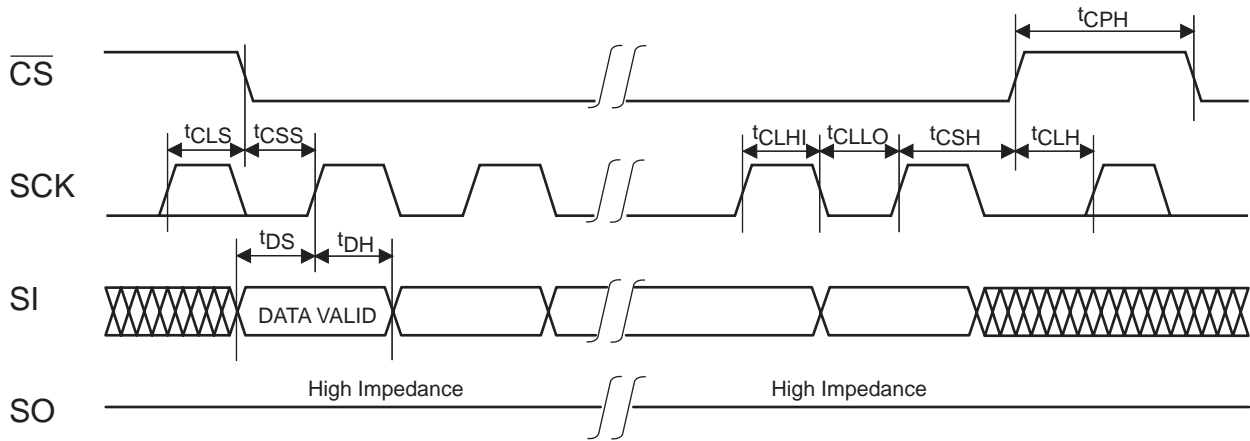 tCPH
CS
tCLS tCSS tCLHI tCLLO tCSH tCLH
SCK
tDS tDH
SI DATA VALID
High Impedance High Impedance
SO